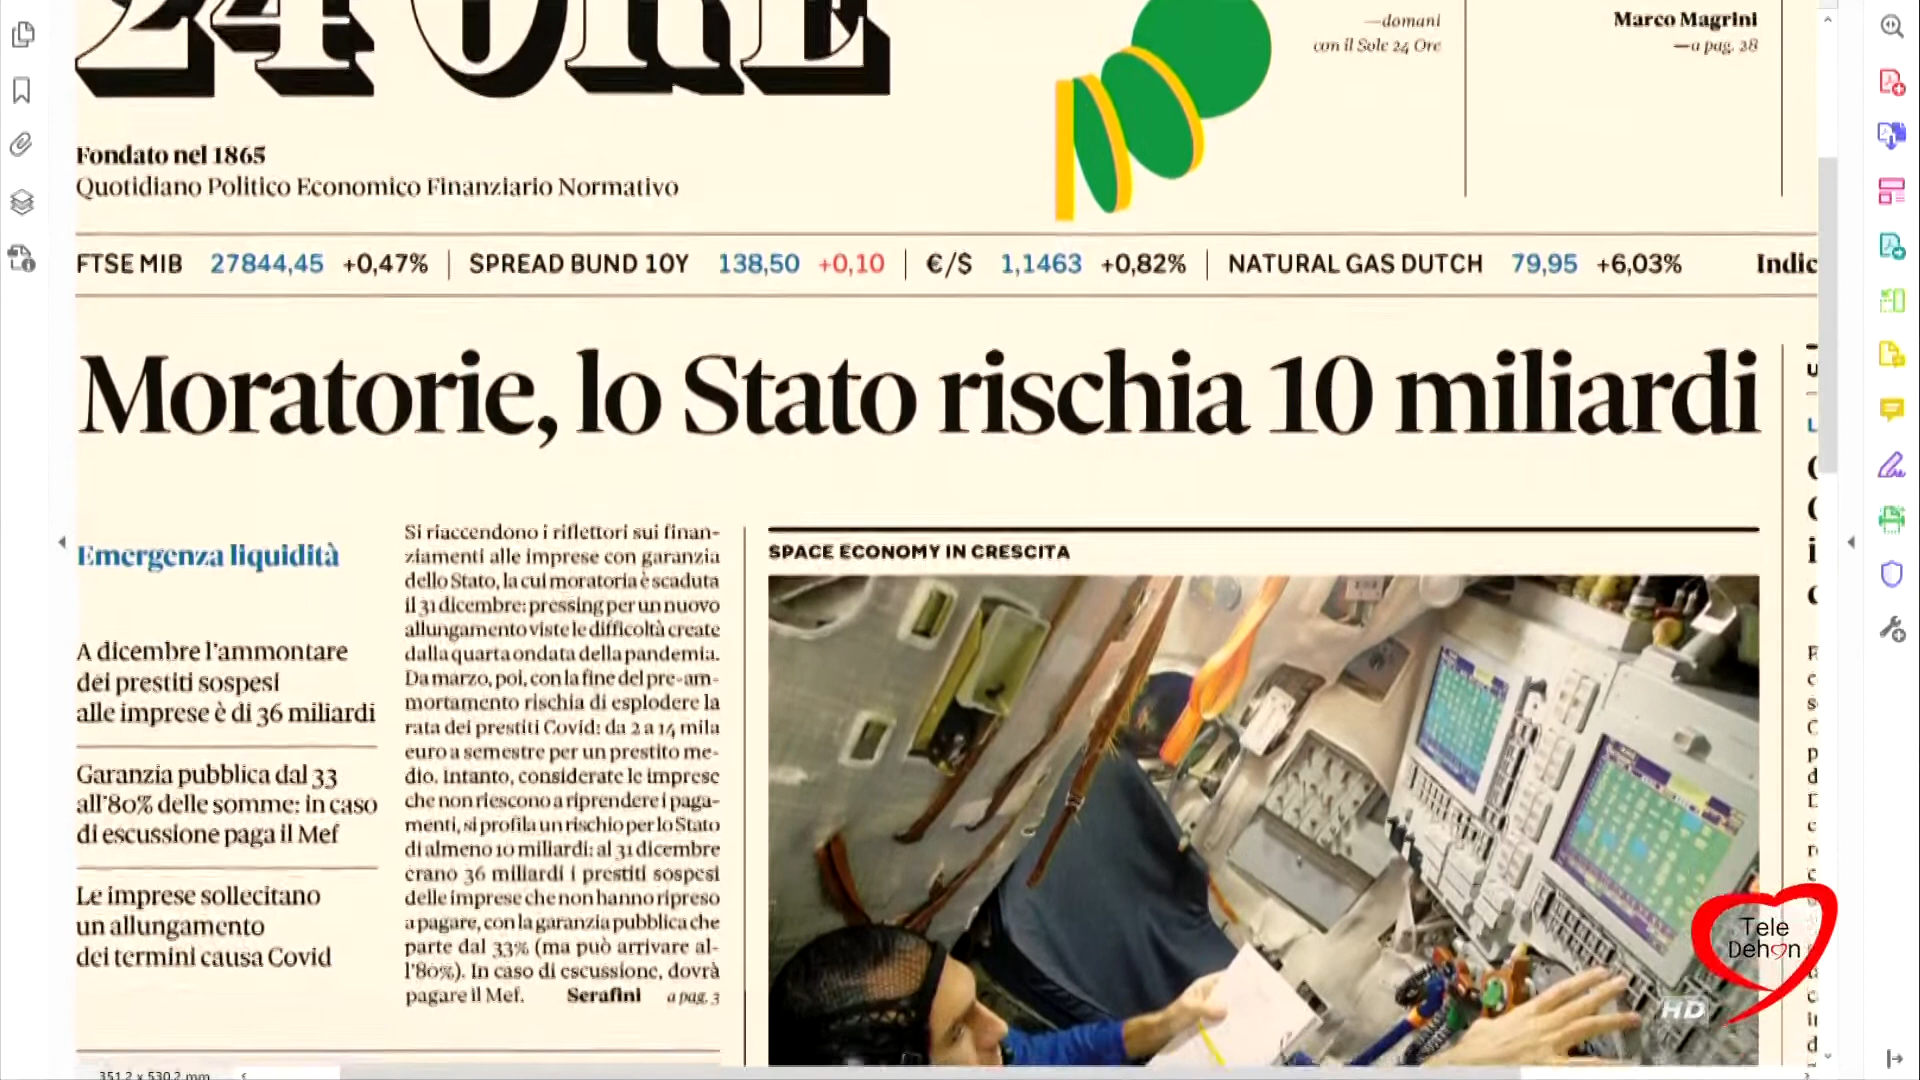 24 ORE
Fondato nel 1865
Quotidiano Politico Economico Finanziario Normativo
—domani
con il Sole 24 Ore
Marco Magrini
—a pag. 28
FTSE MIB 27844,45 +0,47% | SPREAD BUND 10Y 138,50 +0,10 | €/$ 1,1463 +0,82% | NATURAL GAS DUTCH 79,95 +6,03% Indic
Moratorie, lo Stato rischia 10 miliardi
Emergenza liquidità
A dicembre l'ammontare
dei prestiti sospesi
alle imprese è di 36 miliardi
Garanzia pubblica dal 33
all'80% delle somme: in caso
di escussione paga il Mef
Le imprese sollecitano
un allungamento
dei termini causa Covid
Si riaccendono i riflettori sui finan-
ziamenti alle imprese con garanzia
dello Stato, la cui moratoria è scaduta
il 31 dicembre: pressing per un nuovo
allungamento viste le difficoltà create
dalla quarta ondata della pandemia.
Da marzo, poi, con la fine del pre-am-
mortamento rischia di esplodere la
rata dei prestiti Covid: da 2 a 14 mila
euro a semestre per un prestito me-
dio. Intanto, considerate le imprese
che non riescono a riprendere i paga-
menti, si profila un rischio per lo Stato
di almeno 10 miliardi: al 31 dicembre
erano 36 miliardi i prestiti sospesi
delle imprese che non hanno ripreso
a pagare, con la garanzia pubblica che
parte dal 33% (ma può arrivare al-
l'80%). In caso di escussione, dovrà
pagare il Mef. Serafini a pag. 3
SPACE ECONOMY IN CRESCITA
Tele
Dehon
HD
351,2 x 530,2 mm